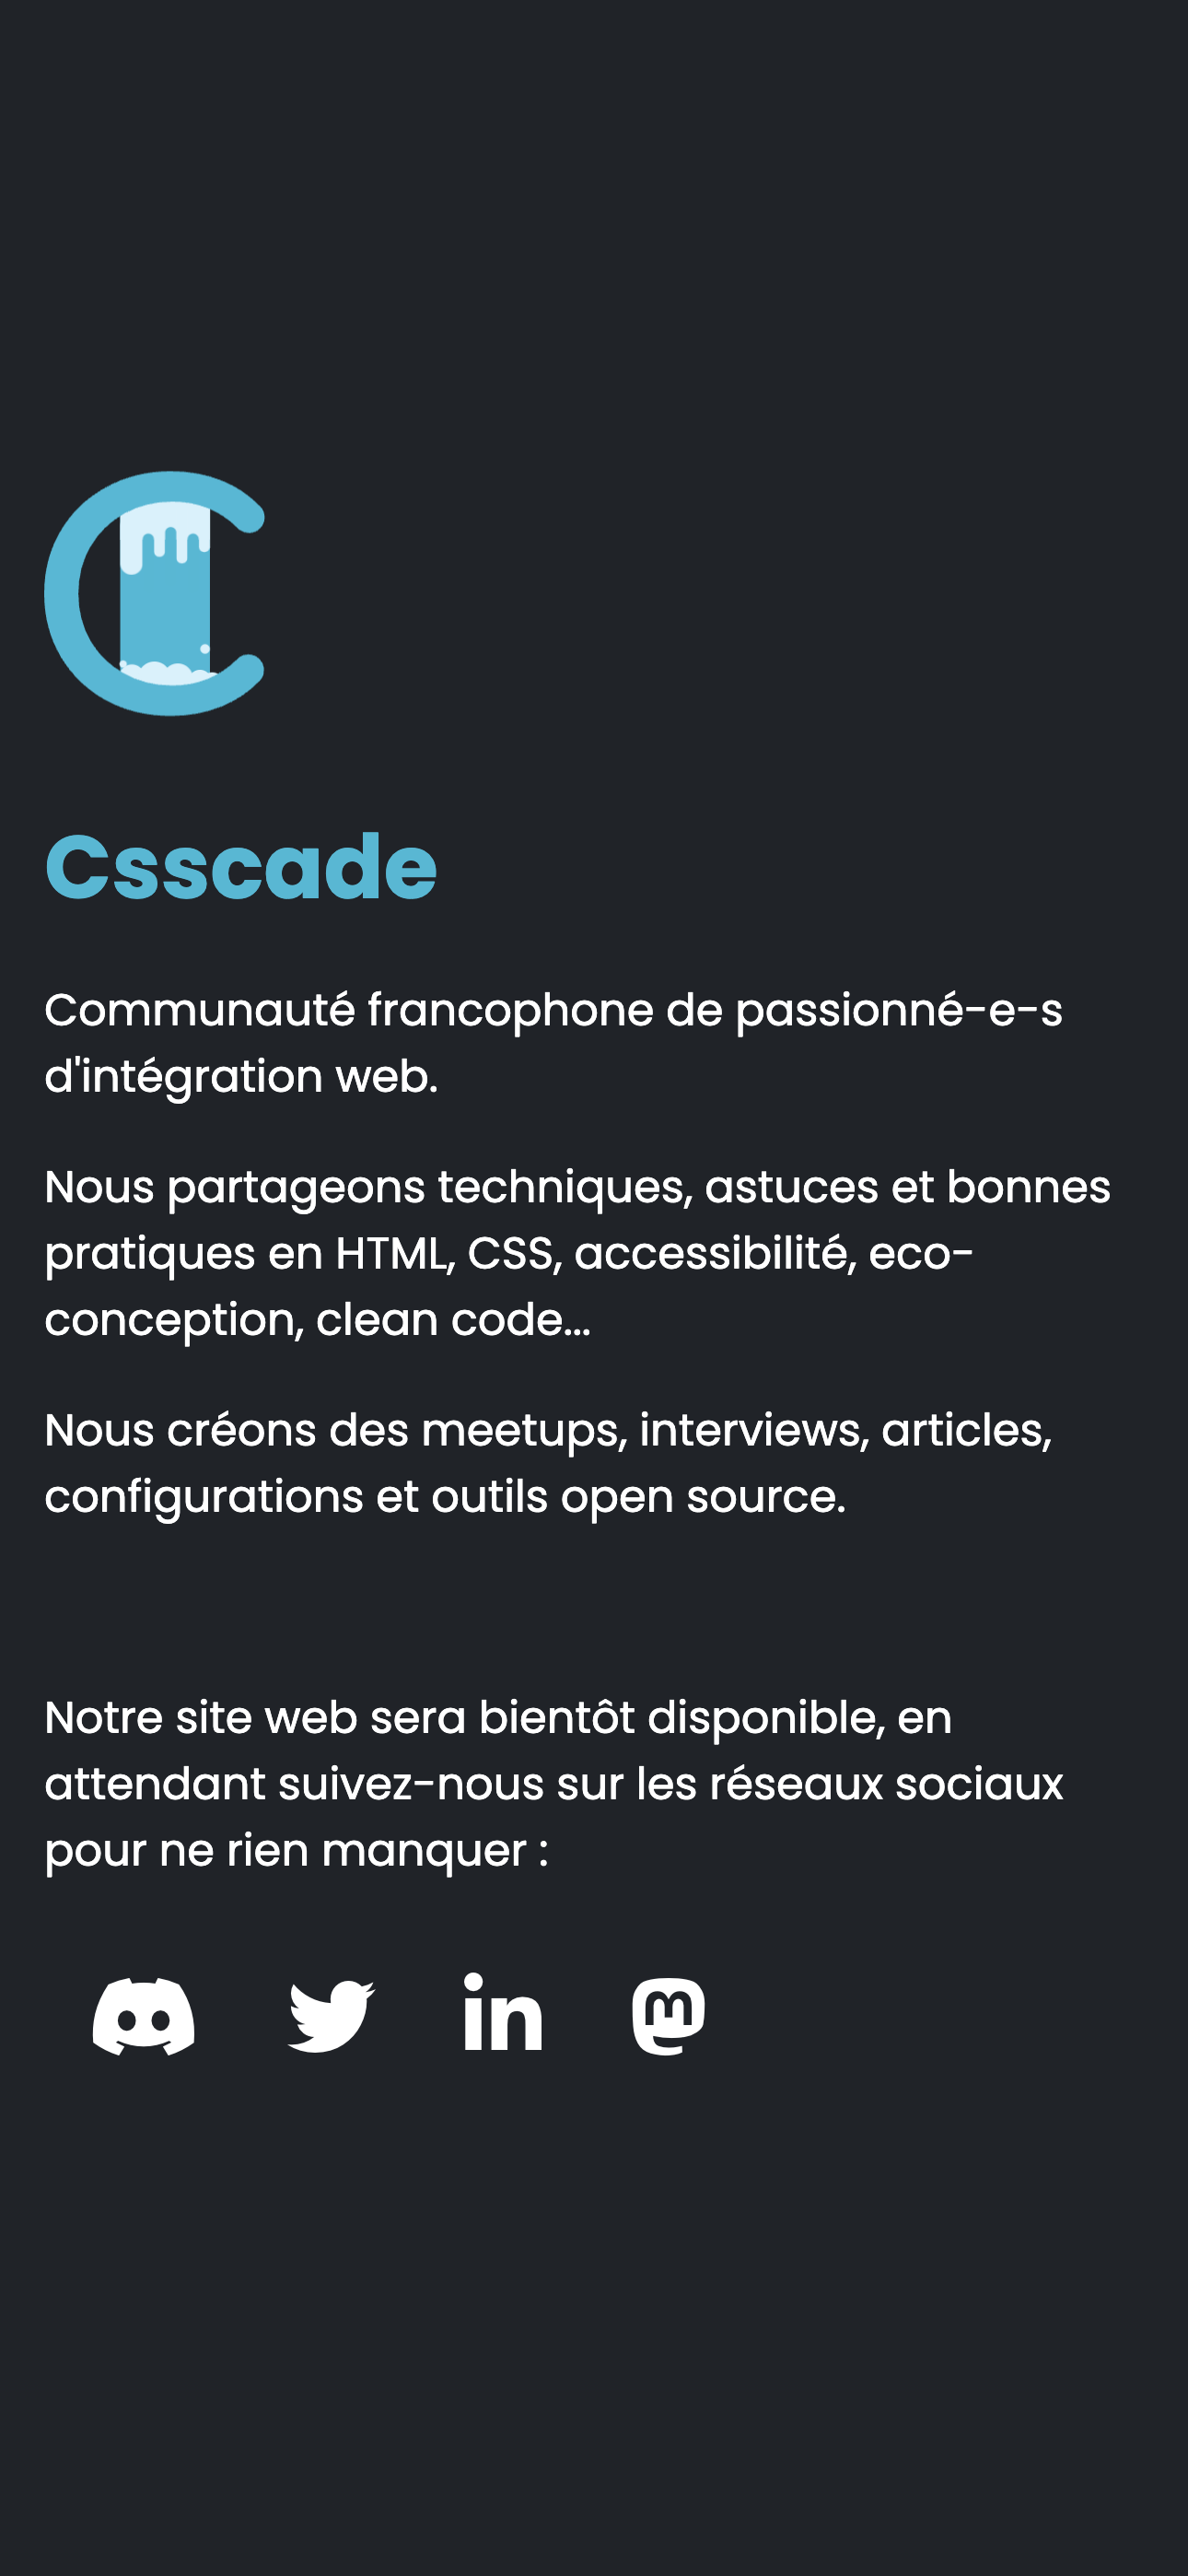 Csscade
Communauté francophone de passionné-e-s
d'intégration web.
Nous partageons techniques, astuces et bonnes
pratiques en HTML, CSS, accessibilité, eco-
conception, clean code...
Nous créons des meetups, interviews, articles,
configurations et outils open source.
Notre site web sera bientôt disponible, en
attendant suivez-nous sur les réseaux sociaux
pour ne rien manquer :